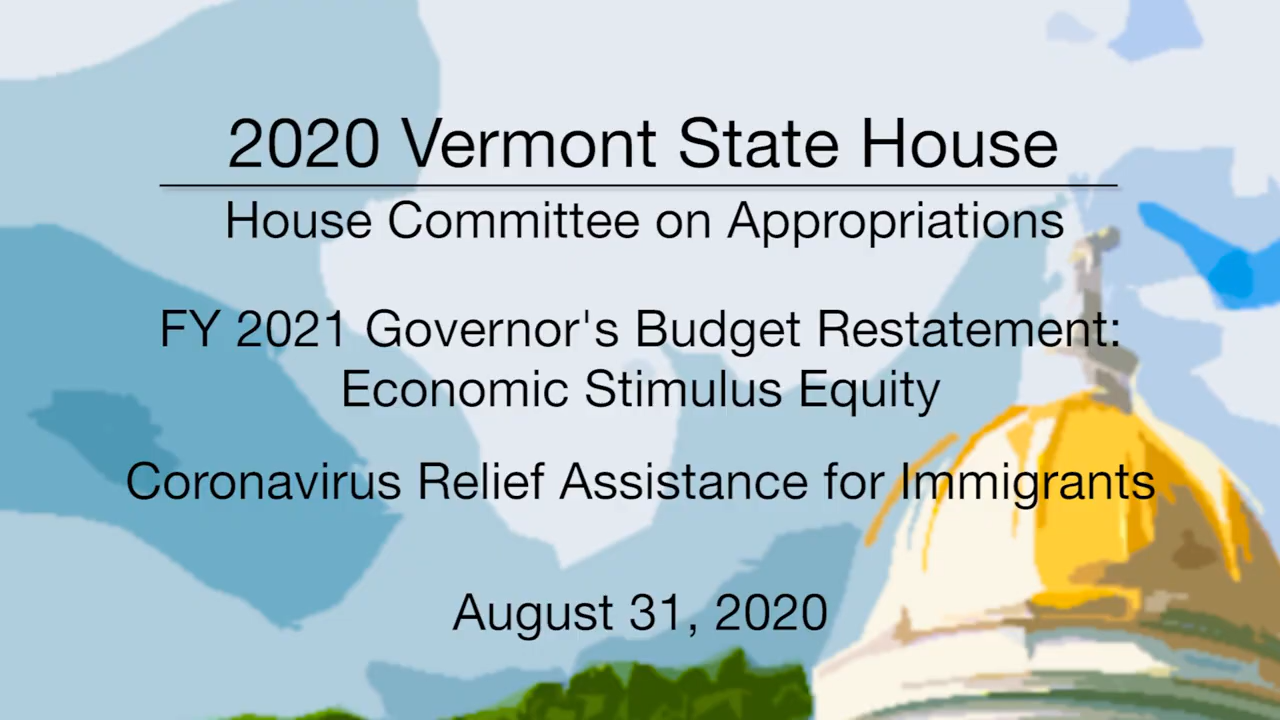 2020 Vermont State House
House Committee on Appropriations
FY 2021 Governor's Budget Restatement:
Economic Stimulus Equity
Coronavirus Relief Assistance for Immigrants
August 31, 2020